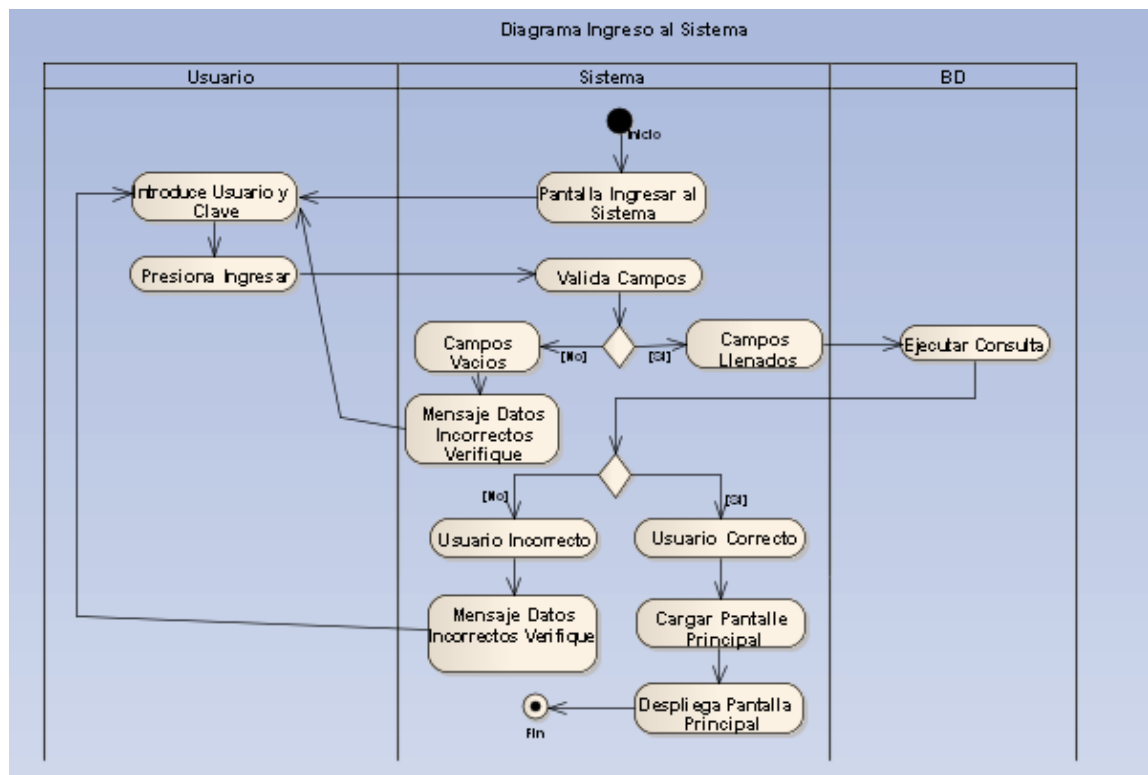 Diagrama Ingreso al Sistema
Usuario
Sistema
BD
Inicio
Introduce Usuario y
Clave
Pantalla Ingresar al
Sistema
Presiona Ingresar
Valida Campos
Campos
Vacios
[No]
[SI]
Campos
Llenados
Ejecutar Consulta
Mensaje Datos
Incorrectos
Verifique
[No]
[SI]
Usuario Incorrecto
Usuario Correcto
Mensaje Datos
Incorrectos Verifique
Cargar Pantalle
Principal
Despliega Pantalla
Principal
Fin